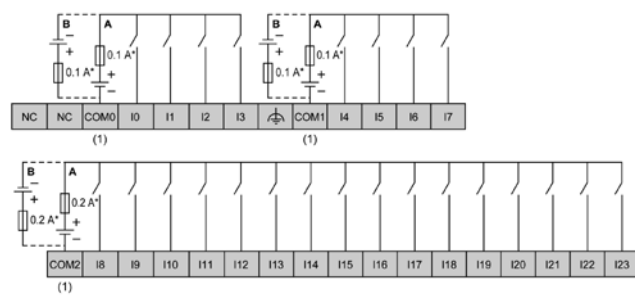 B A B A
− − 
+ 0.1 A* + 0.1 A*
0.1 A* + 0.1 A* +
− −
NC NC COM0 I0 I1 I2 I3 COM1 I4 I5 I6 I7
(1) (1)
B A
−
+ 0.2 A*
0.2 A* +
−
COM2 I8 I9 I10 I11 I12 I13 I14 I15 I16 I17 I18 I19 I20 I21 I22 I23
(1)